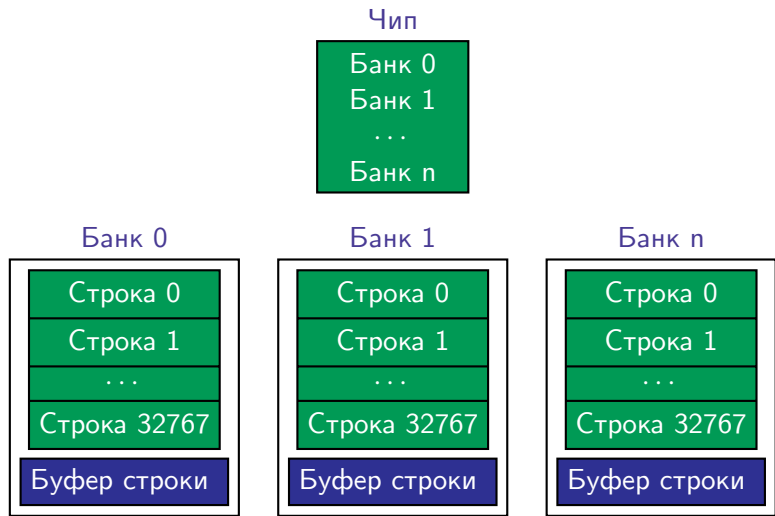 Чип
Банк 0
Банк 1
...
Банк n
Банк 0
Банк 1
Банк n
Строка 0
Строка 1
...
Строка 32767
Буфер строки
Строка 0
Строка 1
...
Строка 32767
Буфер строки
Строка 0
Строка 1
...
Строка 32767
Буфер строки